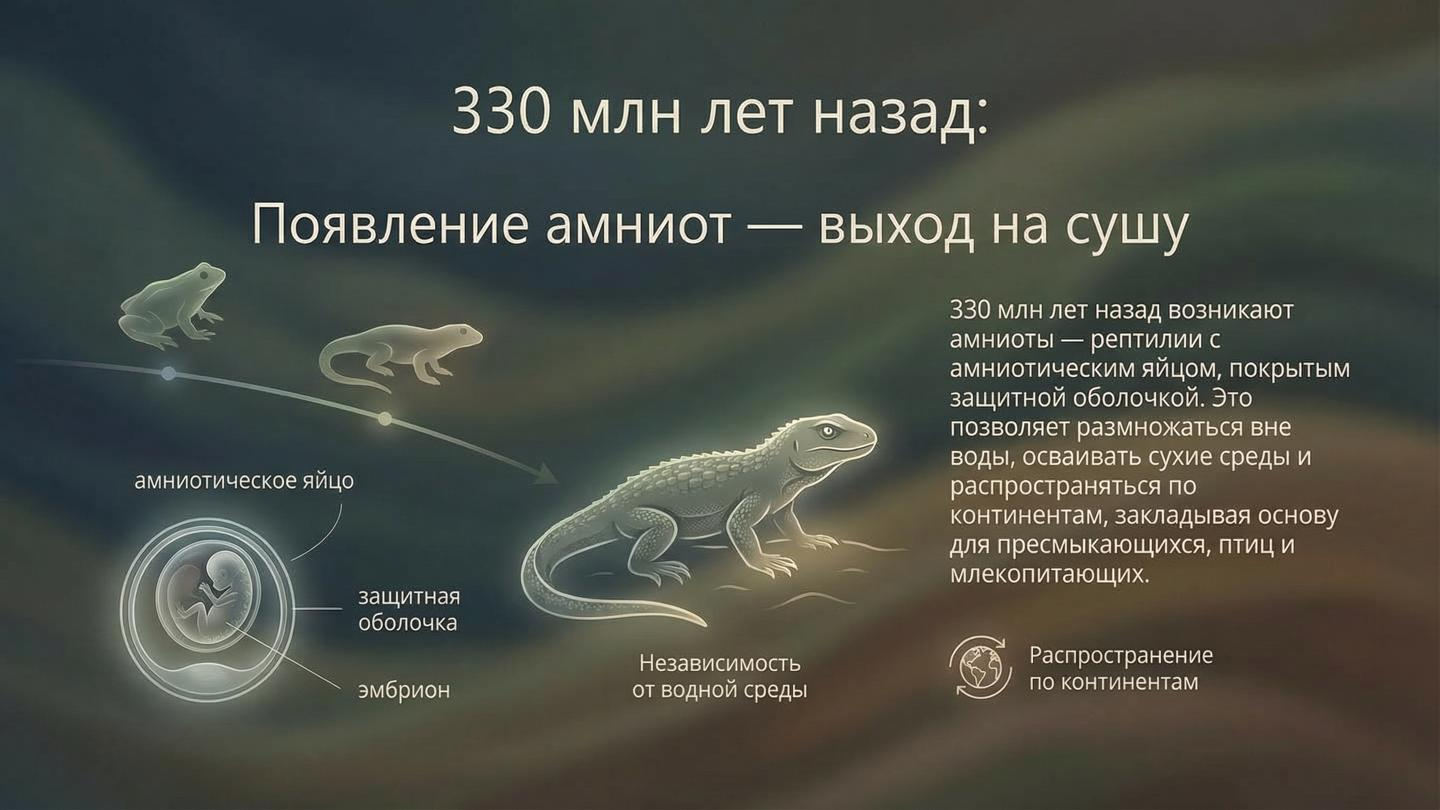 330 млн лет назад:
Появление амниот — выход на сушу
330 млн лет назад возникают
амниоты — рептилии с
амниотическим яйцом, покрытым
защитной оболочкой. Это
позволяет размножаться вне
воды, осваивать сухие среды и
распространяться по
континентам, закладывая основу
для пресмыкающихся, птиц и
млекопитающих.
амниотическое яйцо
защитная
оболочка
эмбрион
Независимость
от водной среды
Распространение
по континентам